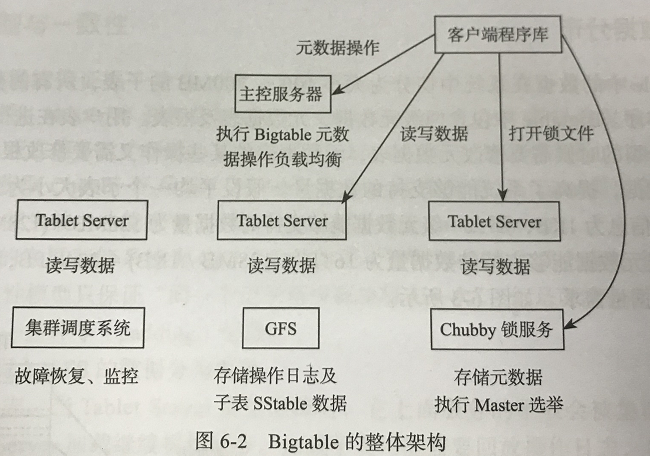 客户端程序库
元数据操作
主控服务器
执行 Bigtable 元数
据操作负载均衡
读写数据
打开锁文件
Tablet Server
Tablet Server
Tablet Server
读写数据
读写数据
读写数据
集群调度系统
GFS
Chubby 锁服务
故障恢复、监控
存储操作日志及
子表 SStable 数据
存储元数据
执行 Master 选举
图 6-2 Bigtable 的整体架构